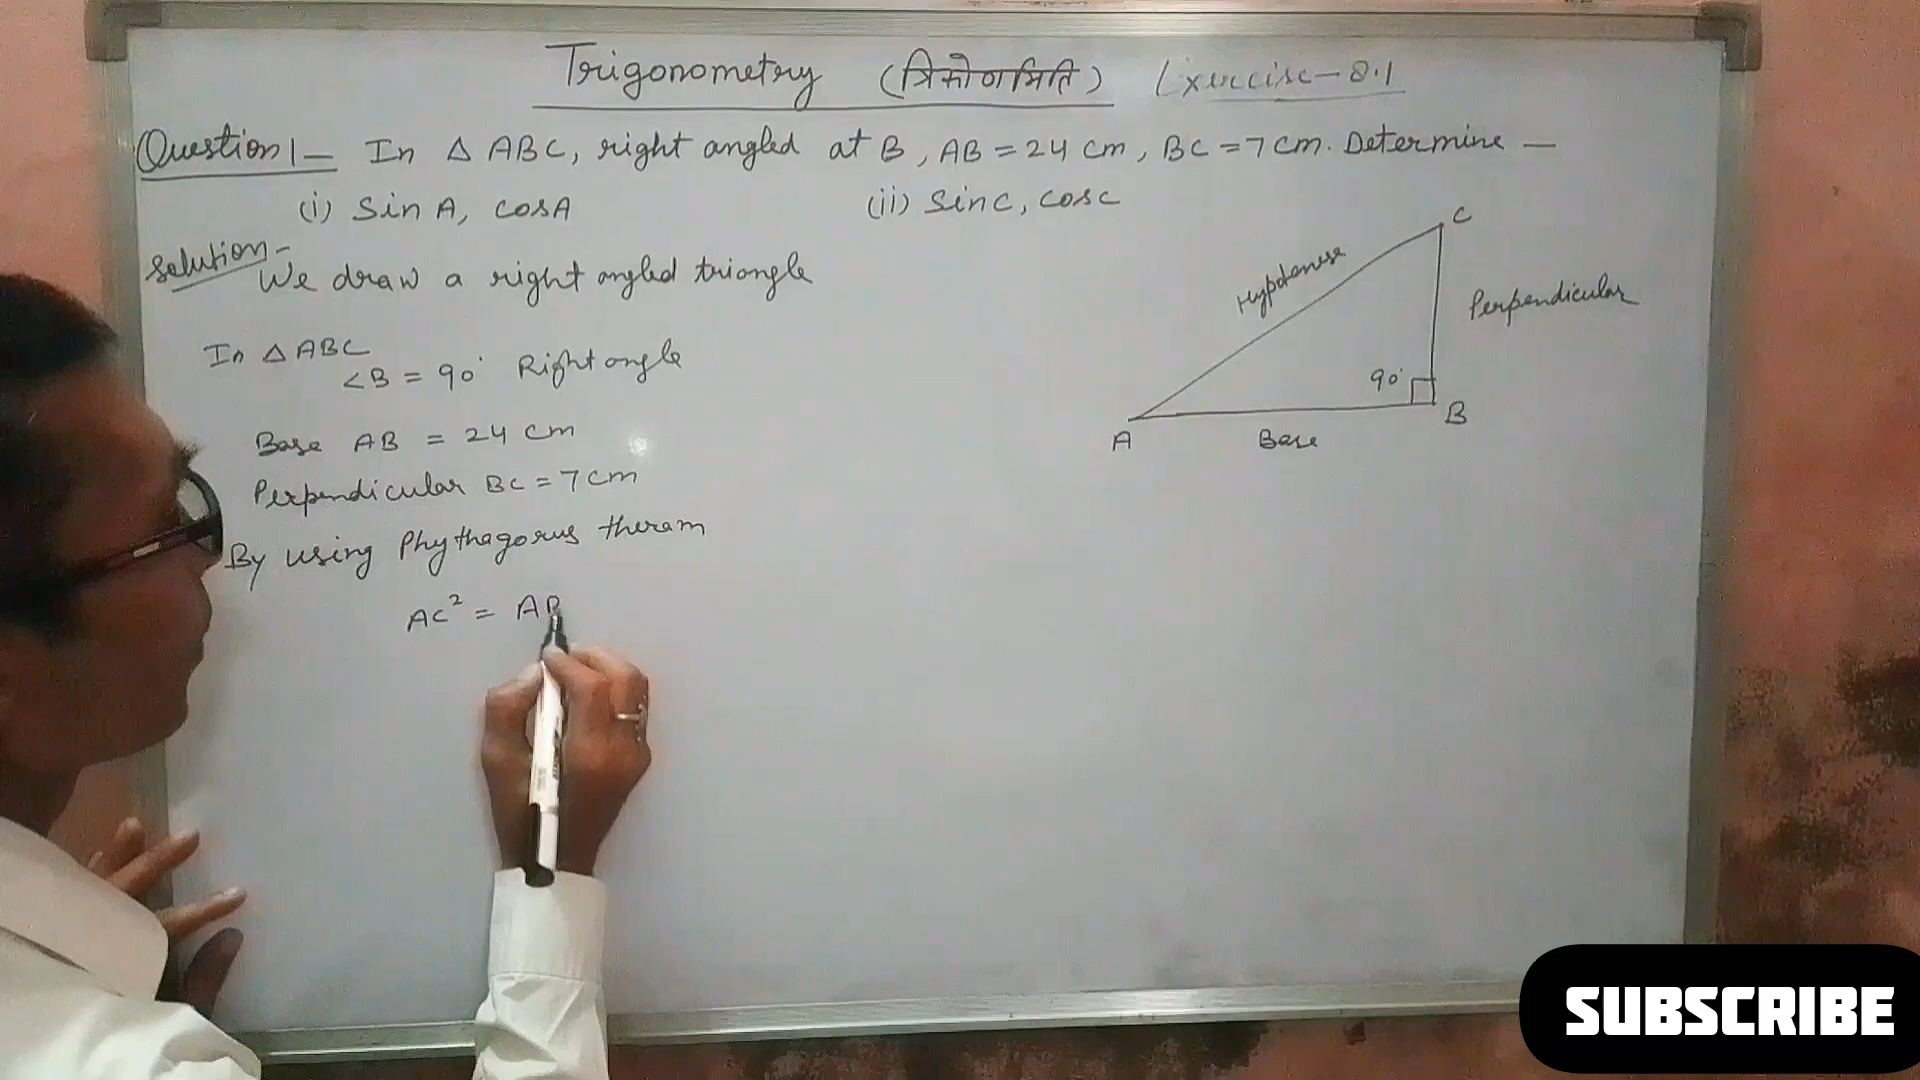 Trigonometry (त्रिकोणमिति) Exercise-8.1
Question 1- In △ ABC, right angled at B, AB = 24 cm, BC = 7 cm. Determine —
(i) Sin A, cosA (ii) Sinc, cosc
Solution-
We draw a right angled triangle
In △ ABC
∠B = 90° Right angle
Base AB = 24 cm
Perpendicular BC = 7 cm
By using Phythagorus theram
AC² = AB
C
Hypotenuse
Perpendicular
90°
A
Base
B
SUBSCRIBE